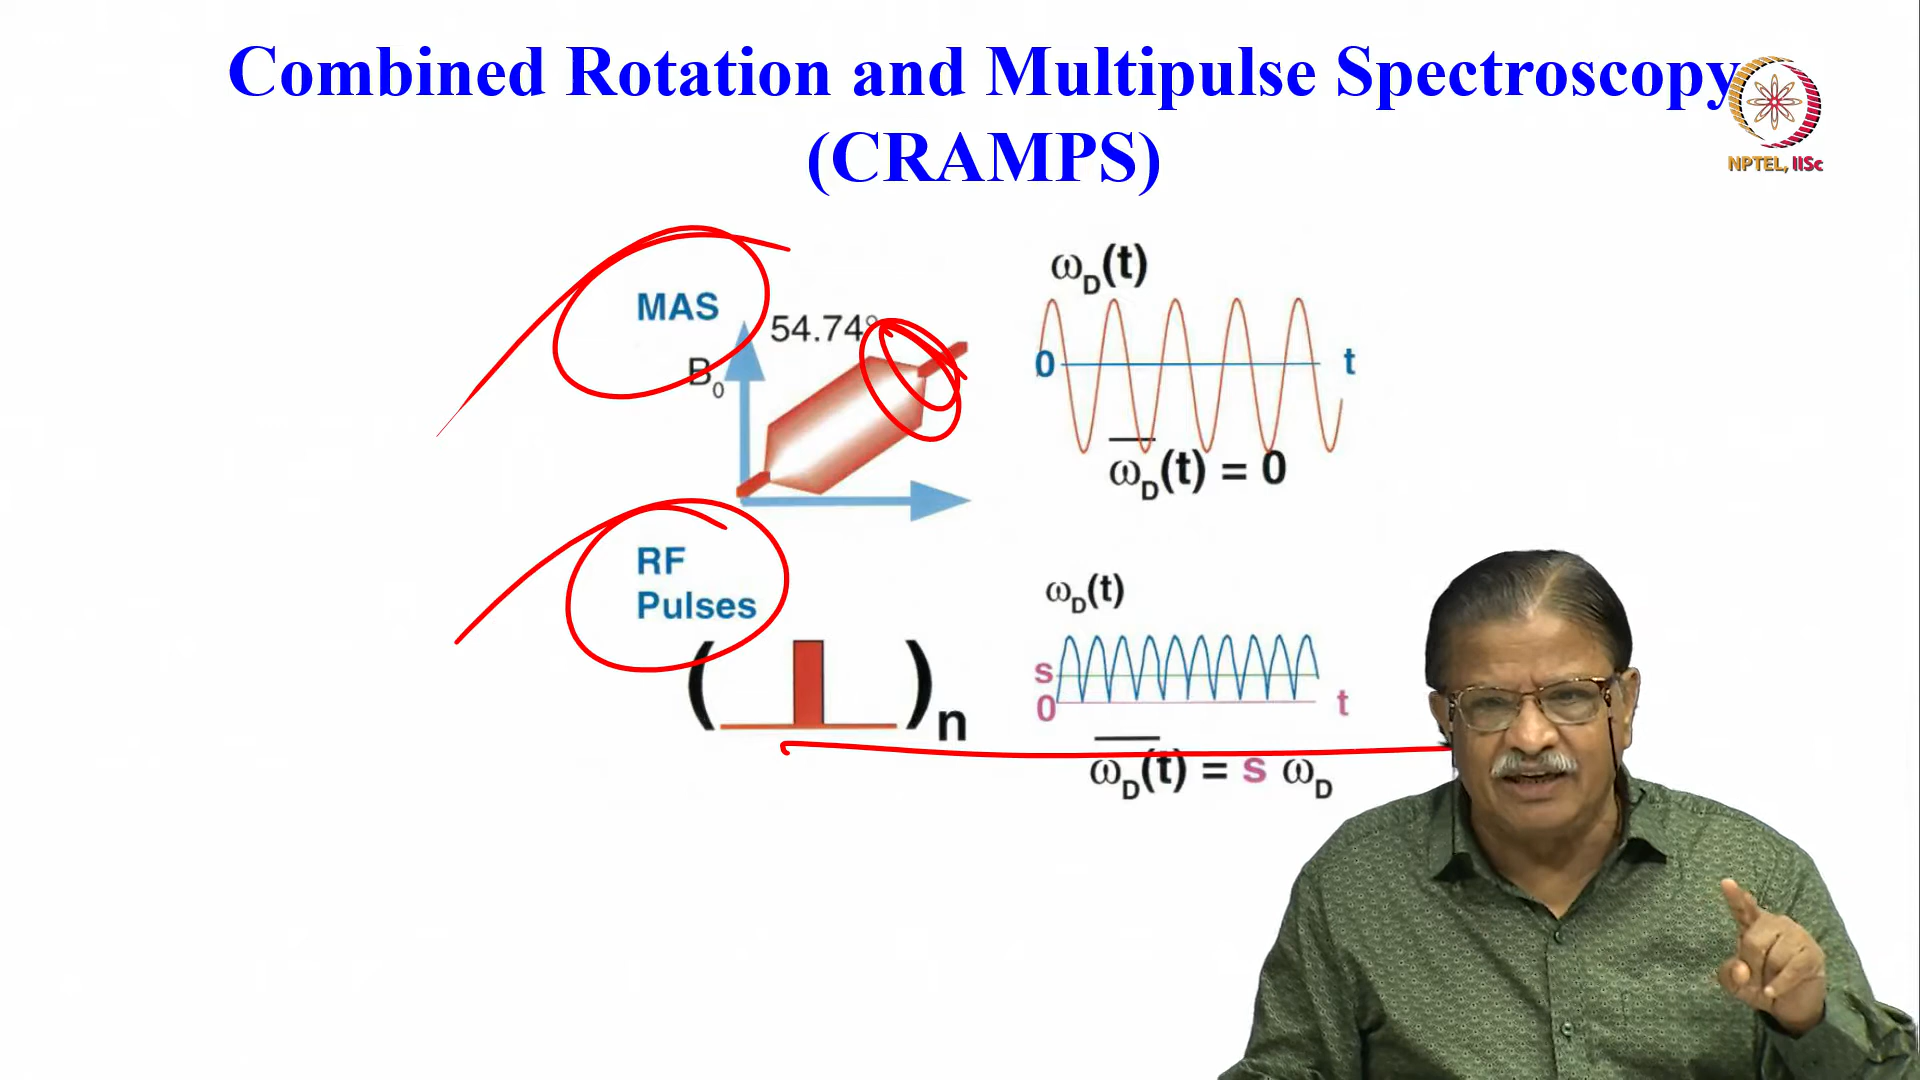 Combined Rotation and Multipulse Spectroscopy
(CRAMPS)
NPTEL, IISc
MAS
54.74°
B0
ωD(t)
0
t
ωD(t) = 0
RF
Pulses
( )n
ωD(t)
s
0
t
ωD(t) = s ωD